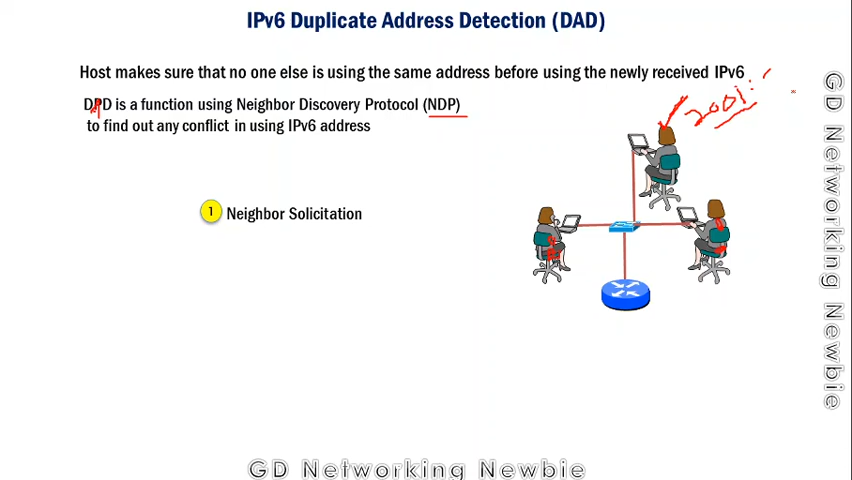 IPv6 Duplicate Address Detection (DAD)
Host makes sure that no one else is using the same address before using the newly received IPv6
DAD is a function using Neighbor Discovery Protocol (NDP)
to find out any conflict in using IPv6 address
2001:
1 Neighbor Solicitation
GD Networking Newbie
GD Networking Newbie